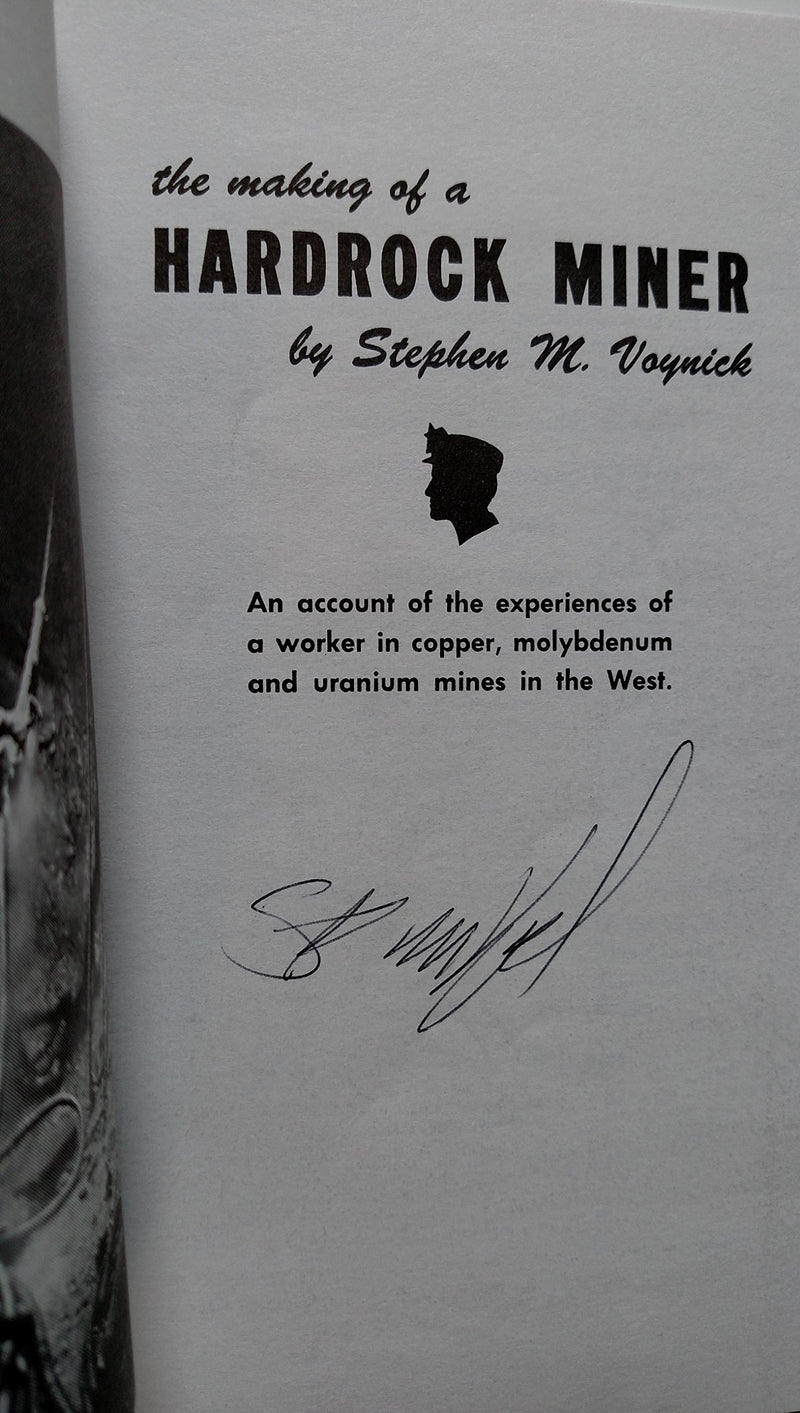 the making of a
HARDROCK MINER
by Stephen M. Voynick
An account of the experiences of
a worker in copper, molybdenum
and uranium mines in the West.